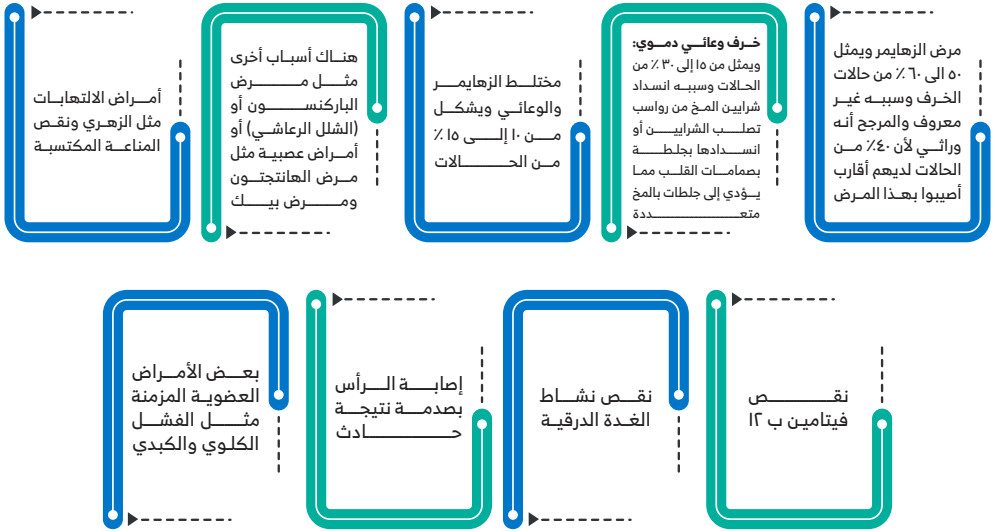 مرض الزهايمر ويمثل
٥٠ الى ٦٠ ٪ من حالات
الخرف وسببه غير
معروف والمرجح أنه
وراثي لأن ٤٠٪ من
الحالات لديهم أقارب
أصيبوا بهذا المرض
خرف وعائي دموي:
ويمثل من ١٥ إلى ٣٠ ٪ من
الحالات وسببه انسداد
شرايين المخ من رواسب
تصلب الشرايين أو
انسدادها بجلطة
بصمامات القلب مما
يؤدي إلى جلطات بالمخ
متعددة
مختلط الزهايمر
والوعائي ويشكل
من ١٠ إلى ١٥ ٪
من الحالات
هناك أسباب أخرى
مثل مرض
الباركنسون أو
(الشلل الرعاشي) أو
أمراض عصبية مثل
مرض الهانتجتون
ومرض بيك
أمراض الالتهابات
مثل الزهري ونقص
المناعة المكتسبة
نقص
فيتامين ب ١٢
نقص نشاط
الغدة الدرقية
إصابة الرأس
بصدمة نتيجة
حادث
بعض الأمراض
العضوية المزمنة
مثل الفشل
الكلوي والكبدي